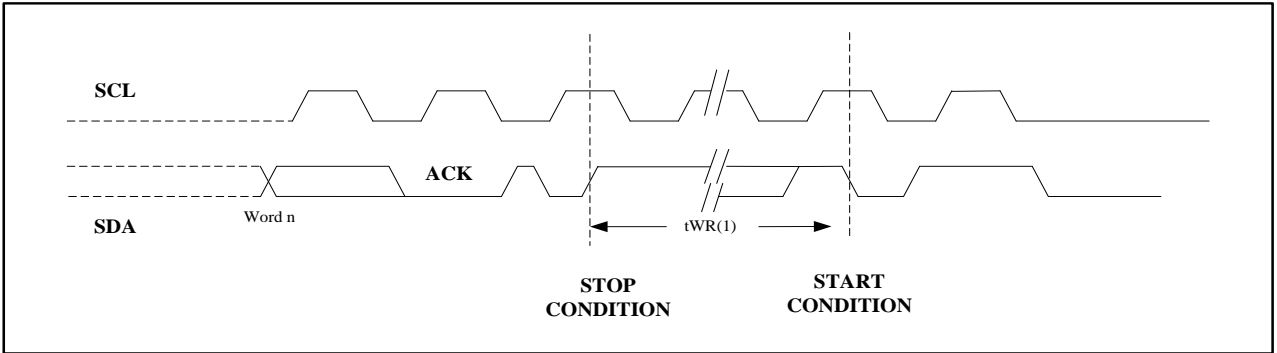 SCL
ACK
Word n
SDA
tWR(1)
STOP
CONDITION
START
CONDITION